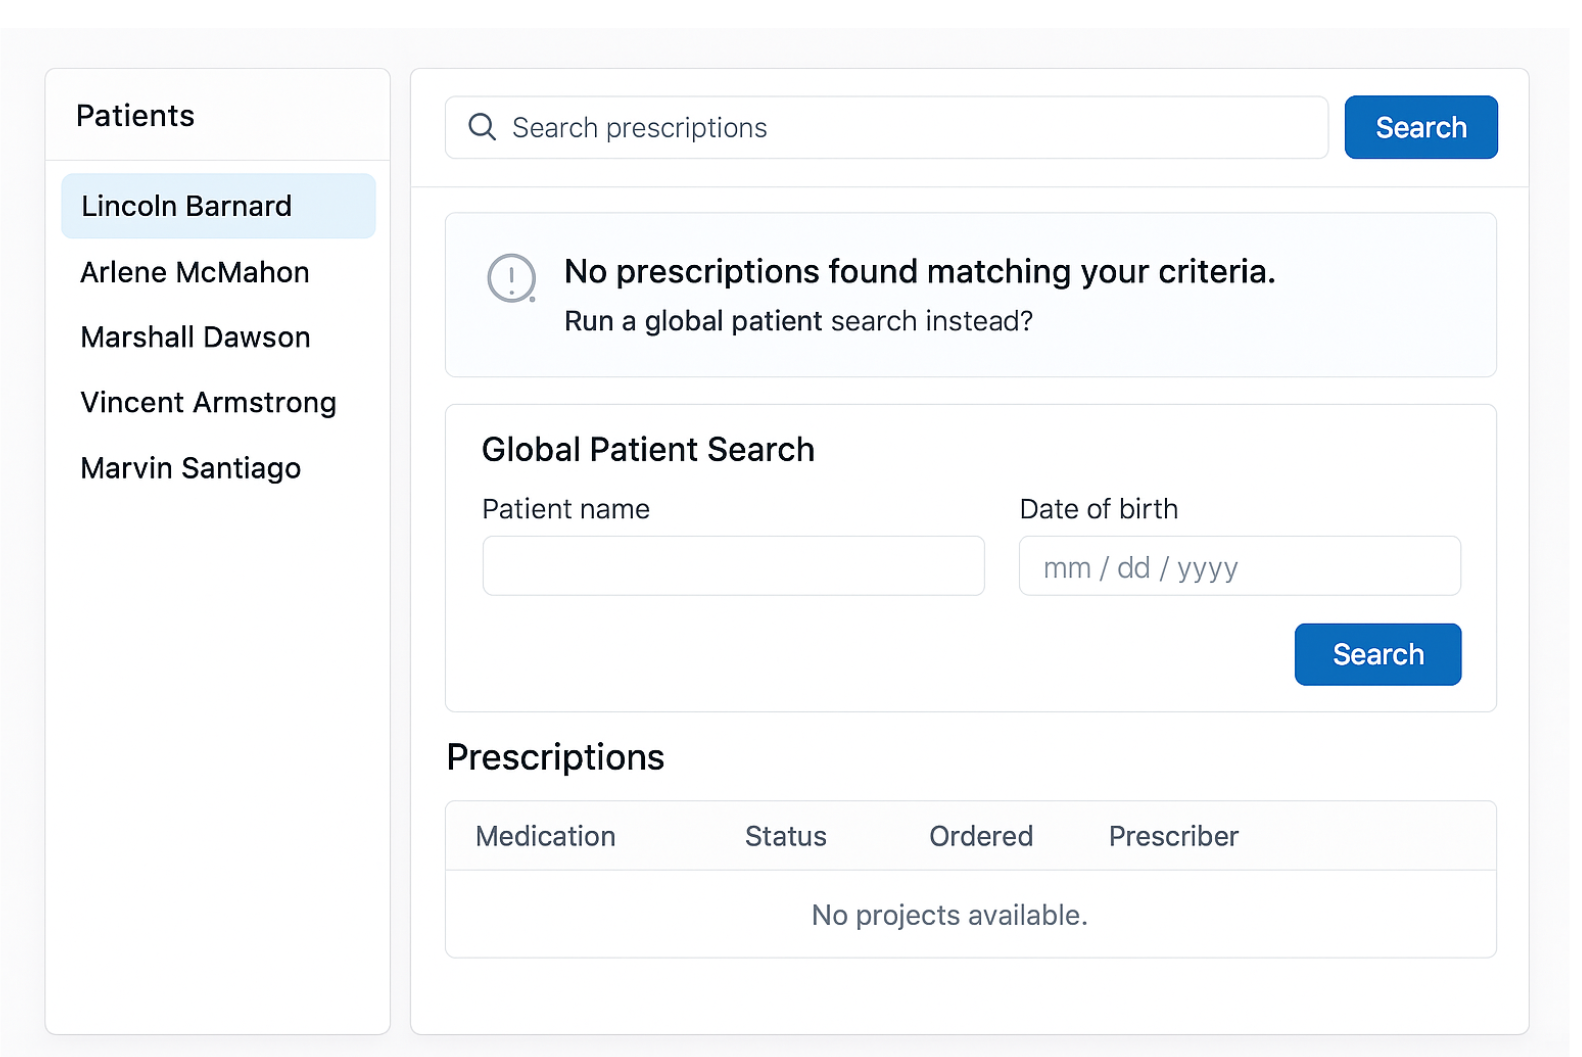 Patients
Lincoln Barnard
Arlene McMahon
Marshall Dawson
Vincent Armstrong
Marvin Santiago
Search prescriptions
Search
No prescriptions found matching your criteria.
Run a global patient search instead?
Global Patient Search
Patient name
Date of birth
mm / dd / yyyy
Search
Prescriptions
Medication Status Ordered Prescriber
No projects available.